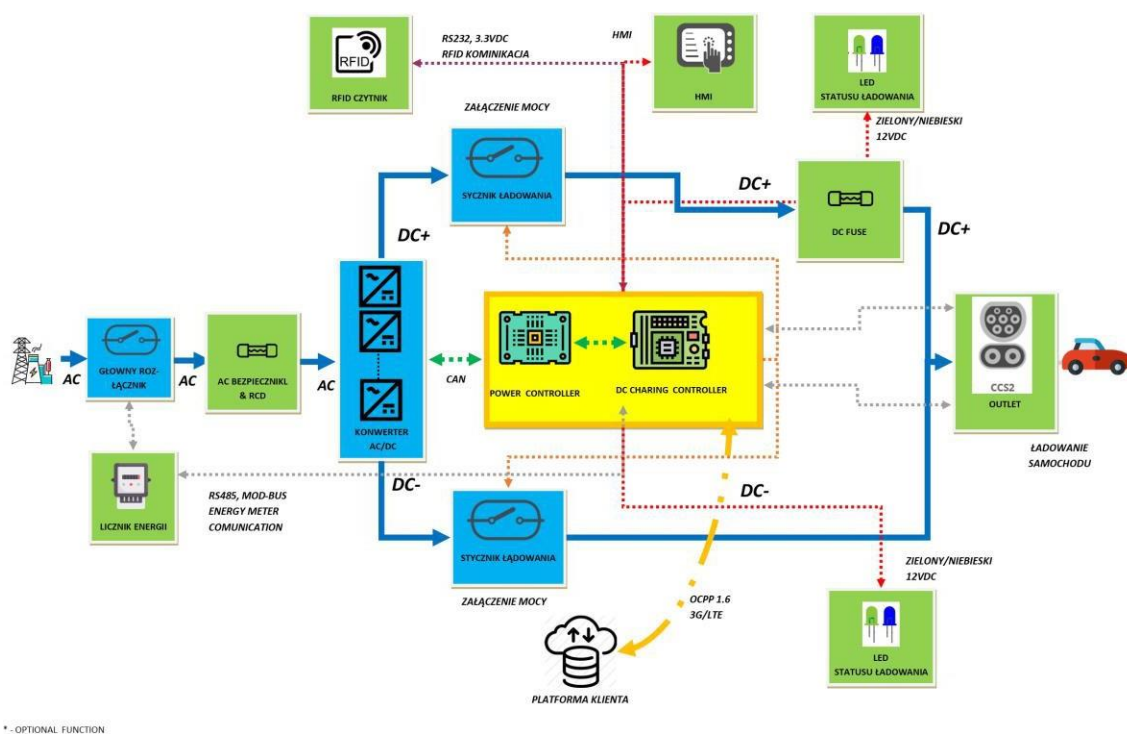 RS232, 3.3VDC
RFID KOMINIKACJA
HMI
RFID
RFID CZYTNIK
HMI
LED
STATUSU ŁADOWANIA
ZAŁĄCZENIE MOCY
ZIELONY/NIEBIESKI
12VDC
SYCZNIK ŁADOWANIA
DC+
DC FUSE
DC+
DC+
AC
GŁOWNY ROZ-
ŁĄCZNIK
AC
AC BEZPIECZNIKL
& RCD
AC
KONWERTER
AC/DC
CAN
POWER CONTROLLER
DC CHARING CONTROLLER
CCS2
OUTLET
ŁADOWANIE
SAMOCHODU
LICZNIK ENERGII
RS485, MOD-BUS
ENERGY METER
COMUNICATION
DC-
DC-
STYCZNIK ŁĄDOWANIA
ZAŁĄCZENIE MOCY
OCPP 1.6
3G/LTE
ZIELONY/NIEBIESKI
12VDC
LED
STATUSU ŁADOWANIA
PLATFORMA KLIENTA
* - OPTIONAL FUNCTION